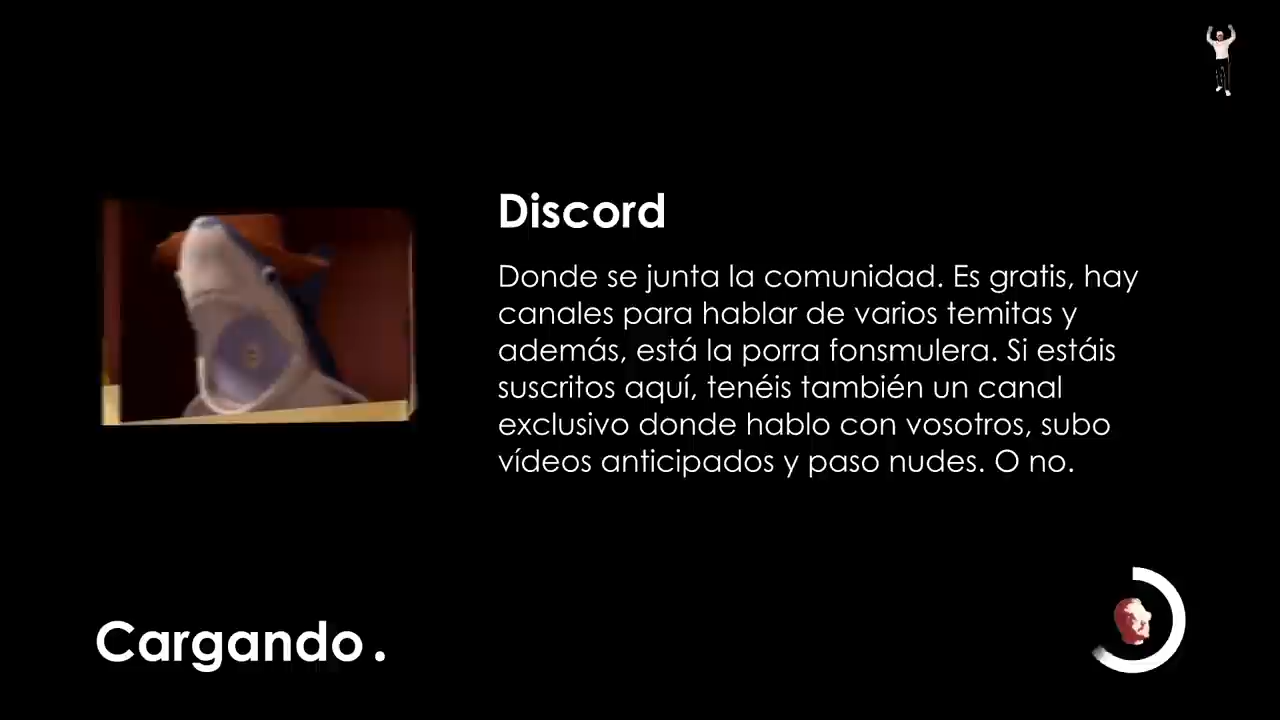 Discord
Donde se junta la comunidad. Es gratis, hay
canales para hablar de varios temitas y
además, está la porra fonsmulera. Si estáis
suscritos aquí, tenéis también un canal
exclusivo donde hablo con vosotros, subo
vídeos anticipados y paso nudes. O no.
Cargando.